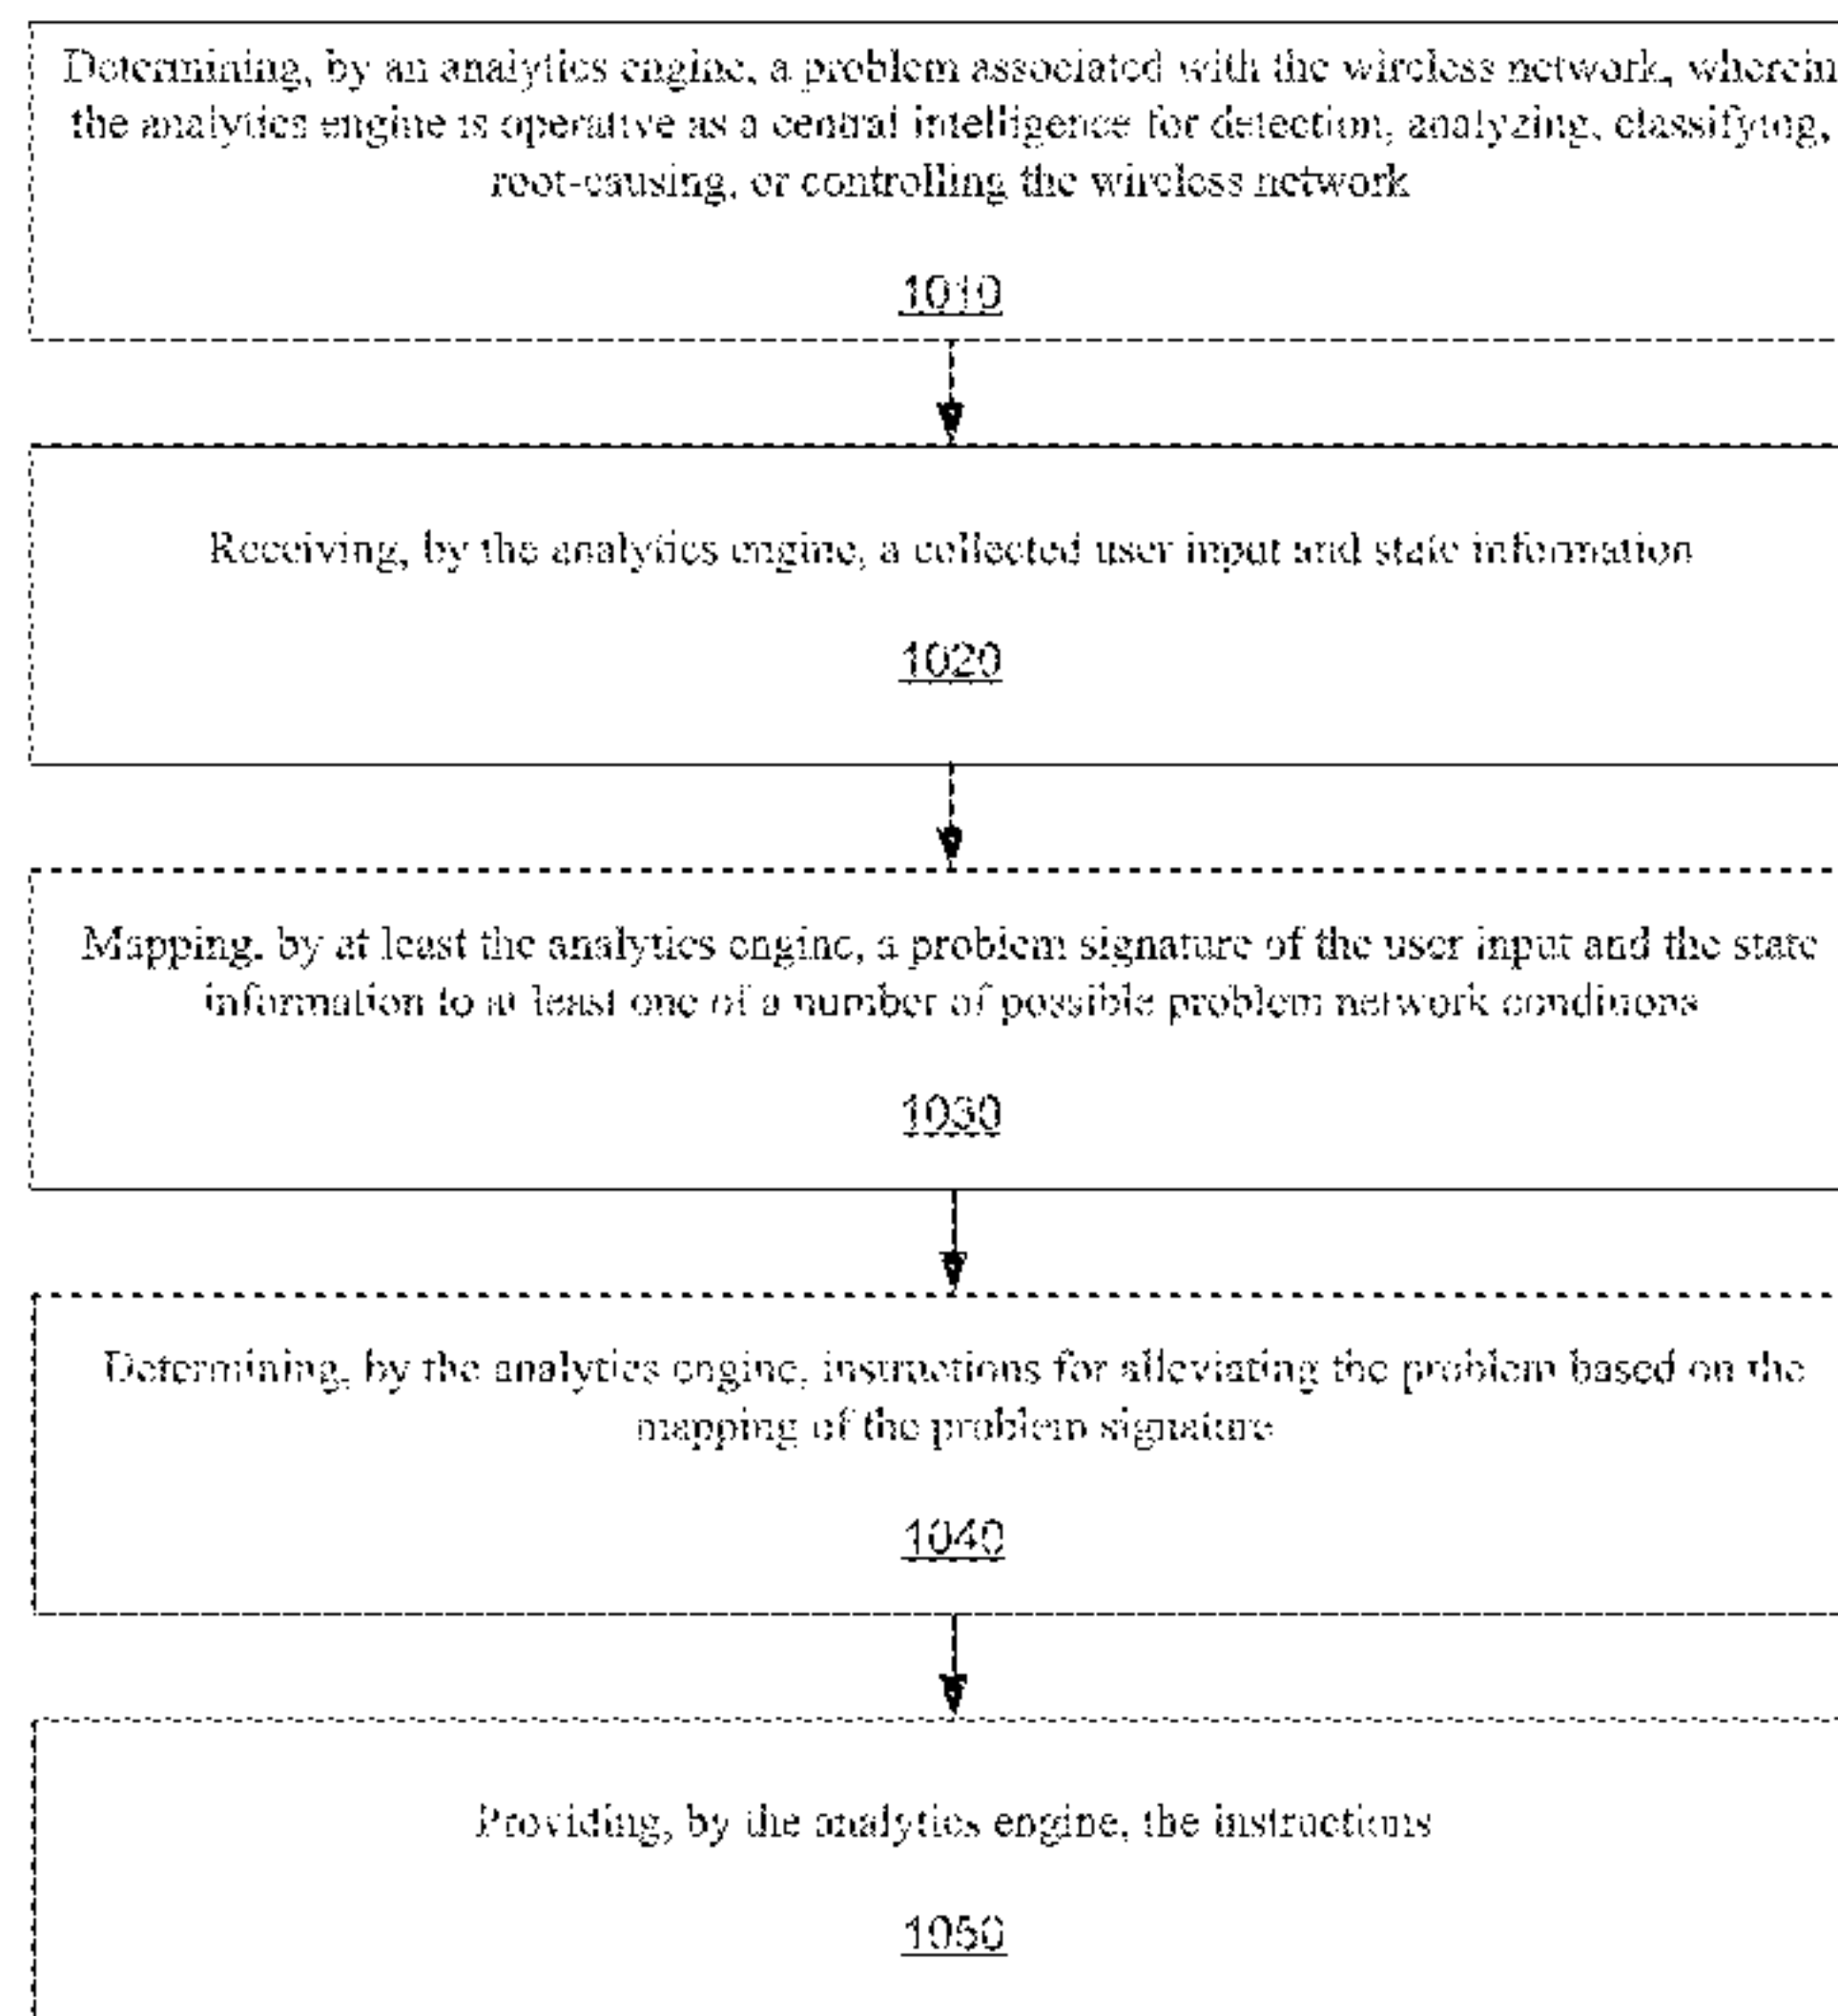 Determining, by an analytics engine, a problem associated with the wireless network, wherein
the analytics engine is operative as a central intelligence for detection, analyzing, classifying,
root-causing, or controlling the wireless network
1010
Receiving, by the analytics engine, a collected user input and state information
1020
Mapping, by at least the analytics engine, a problem signature of the user input and the state
information to at least one of a number of possible problem network conditions
1030
Determining, by the analytics engine, instructions for alleviating the problem based on the
mapping of the problem signature
1040
Providing, by the analytics engine, the instructions
1050